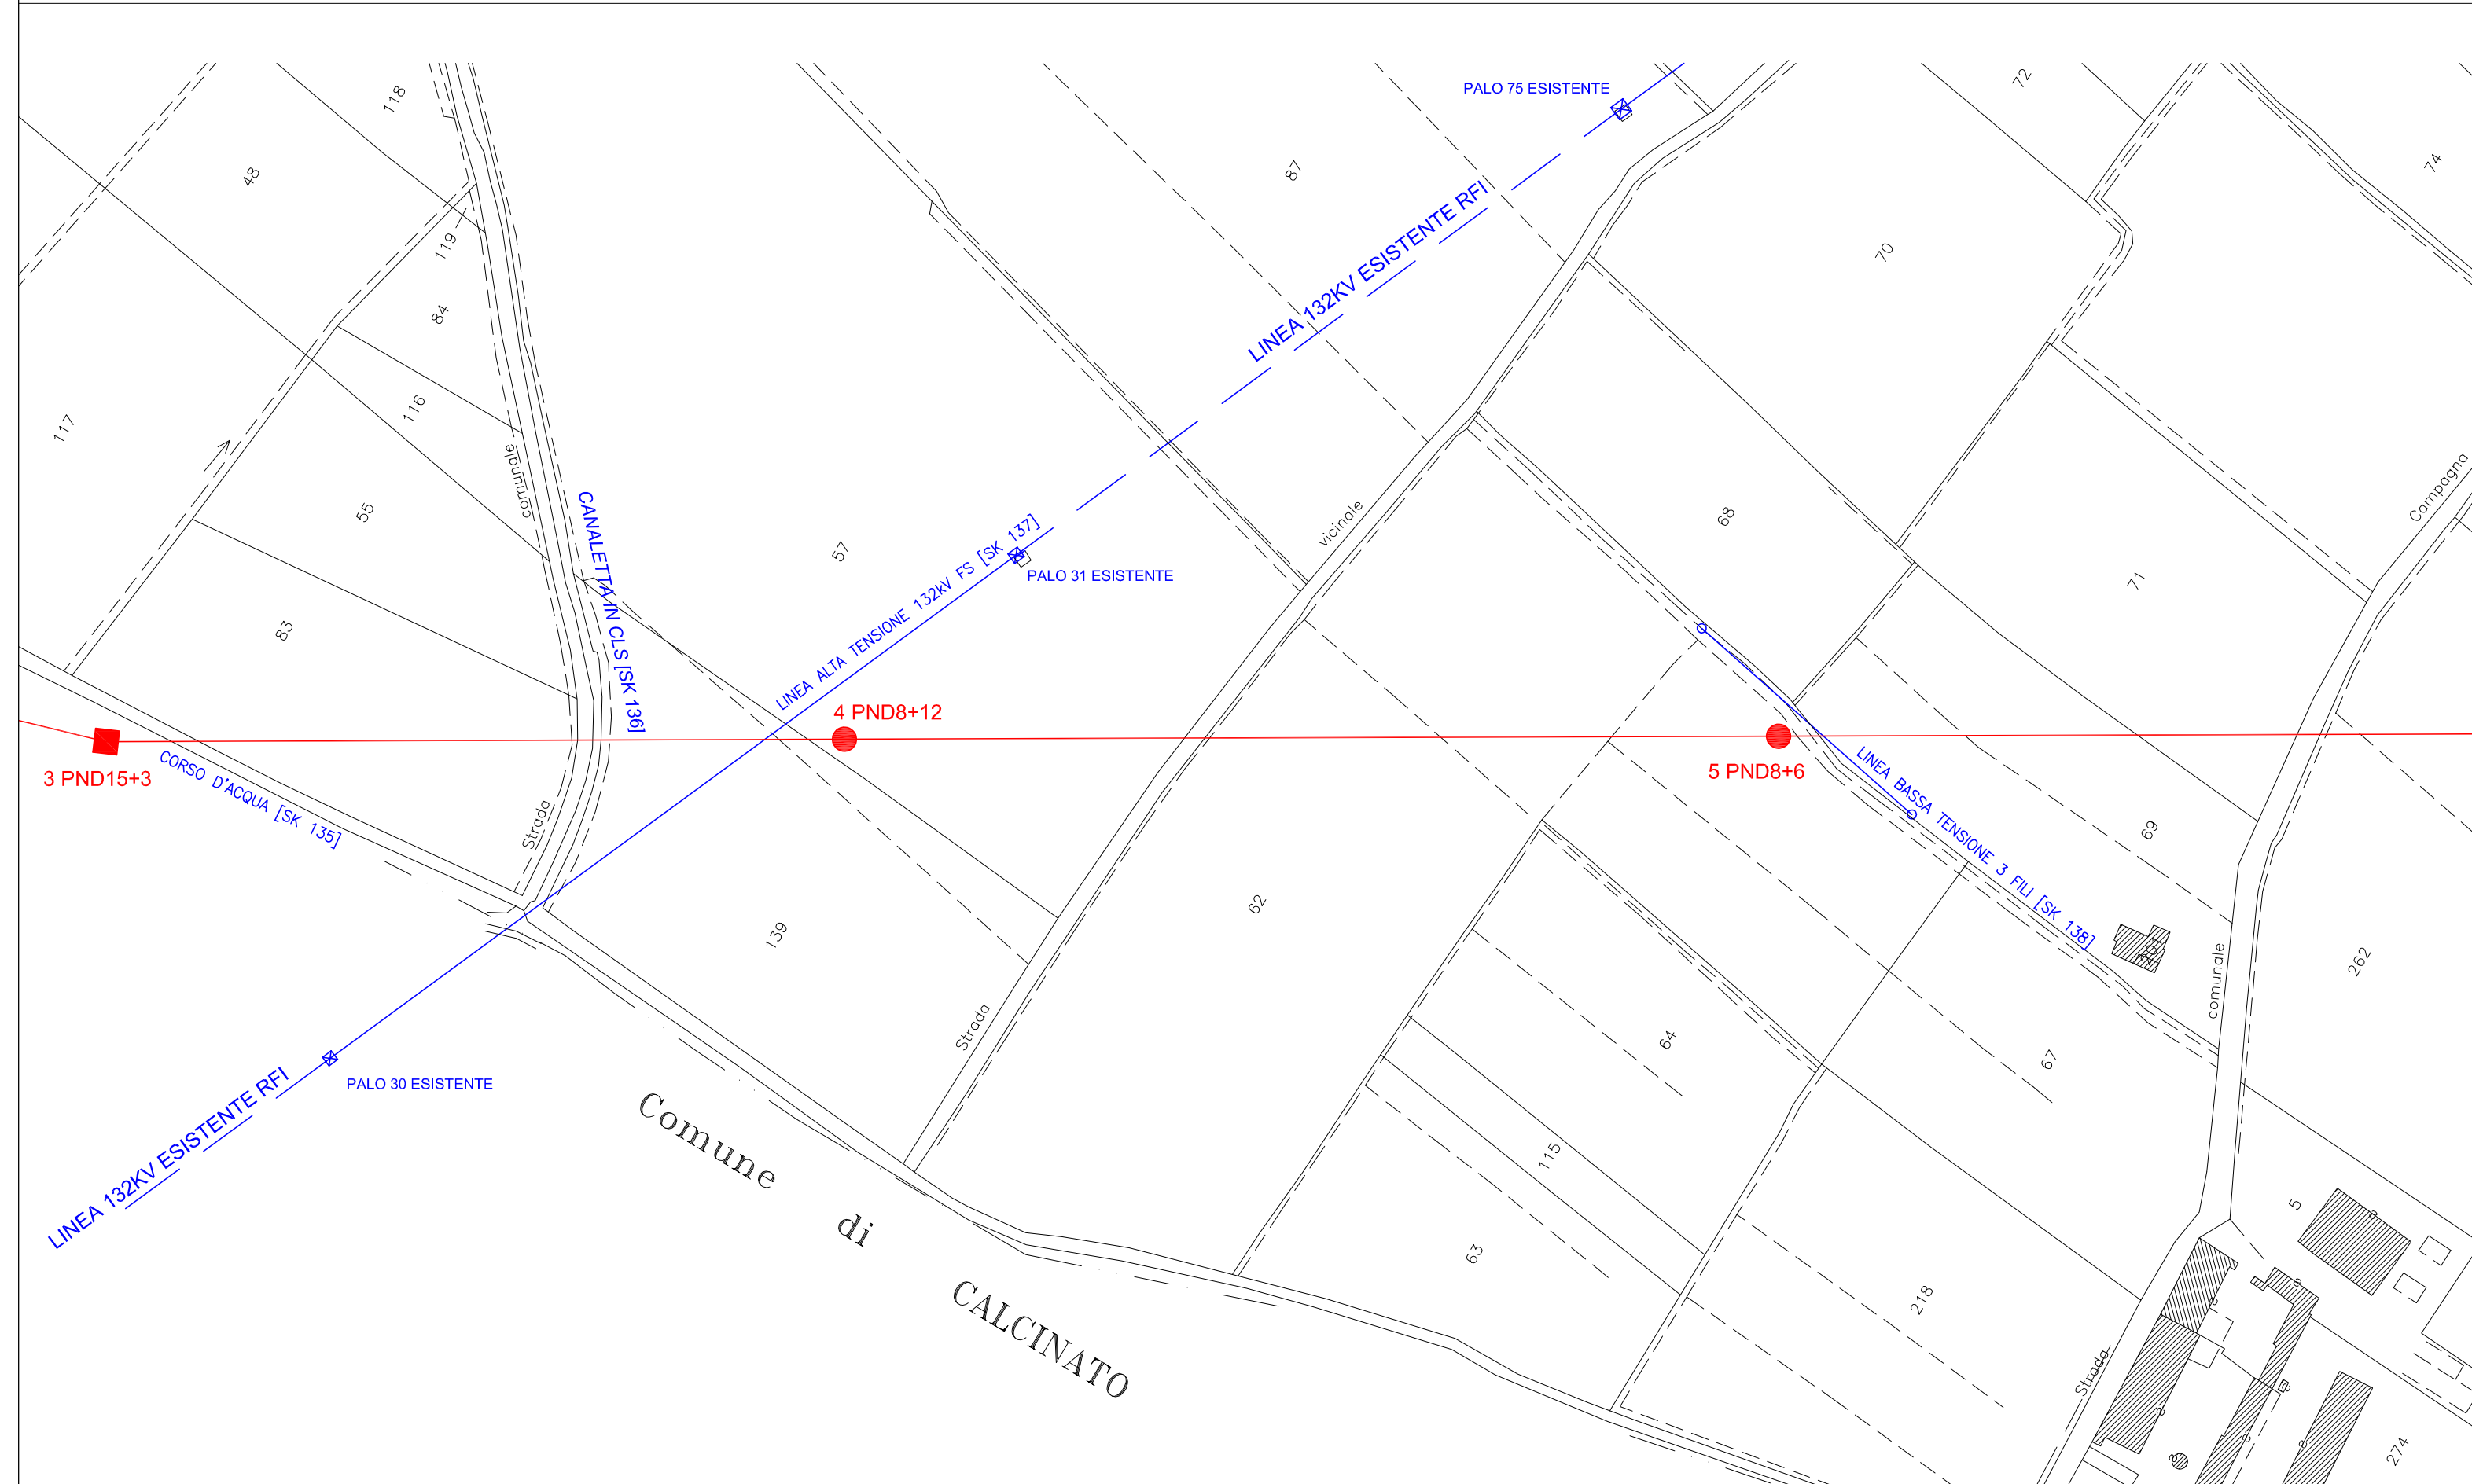 PALO 75 ESISTENTE
72
118
74
87
48
LINEA 132KV ESISTENTE RFI
119
70
84
116
117
comunale
Campagna
55
CANALETTA IN CLS [SK 136]
57
LINEA ALTA TENSIONE 132kV FS [SK 137]
vicinale
68
PALO 31 ESISTENTE
71
83
4 PND8+12
3 PND15+3
CORSO D'ACQUA [SK 135]
5 PND8+6
LINEA BASSA TENSIONE 3 FILI [SK 138]
Strada
69
62
139
comunale
262
Strada
64
67
PALO 30 ESISTENTE
LINEA 132KV ESISTENTE RFI
Comune
di
CALCINATO
115
63
218
5
a
a
a
Strada
a
a
a
a
a
274